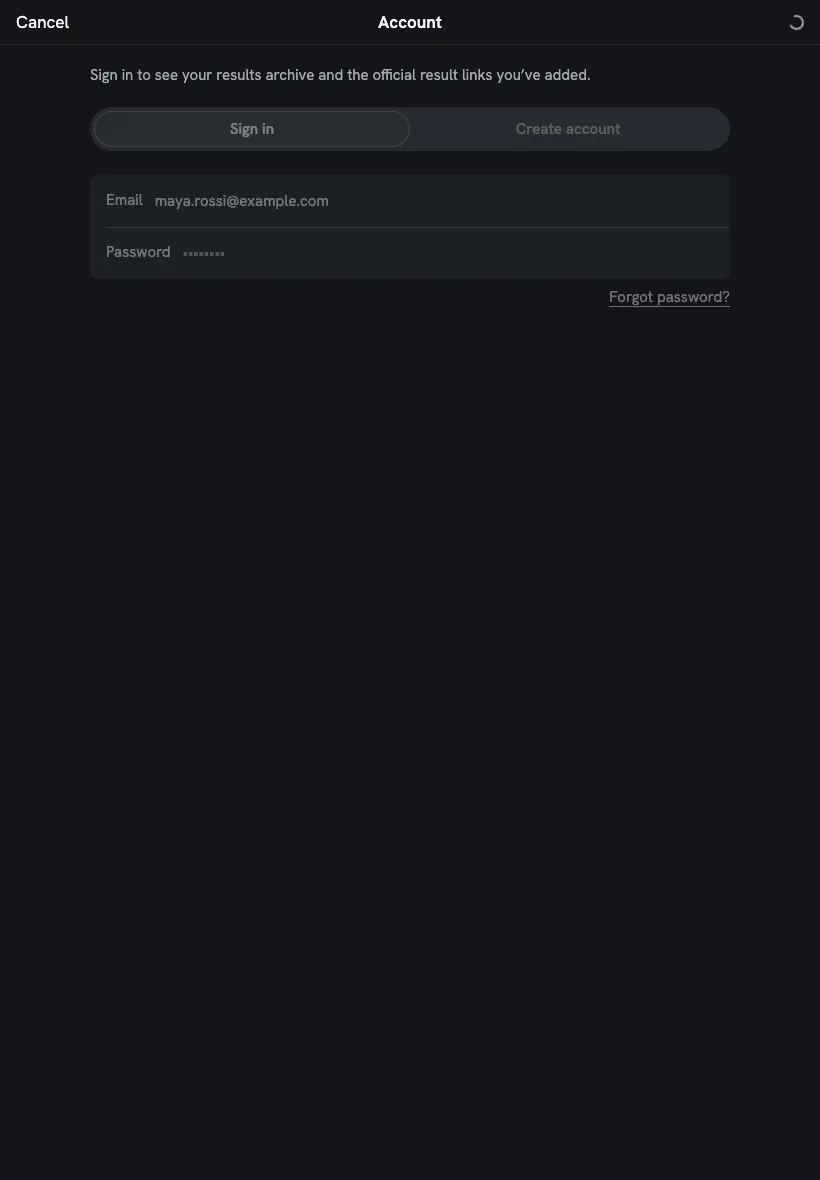 Cancel
Account
Sign in to see your results archive and the official result links you’ve added.
Sign in
Create account
Email maya.rossi@example.com
Password ••••••••
Forgot password?